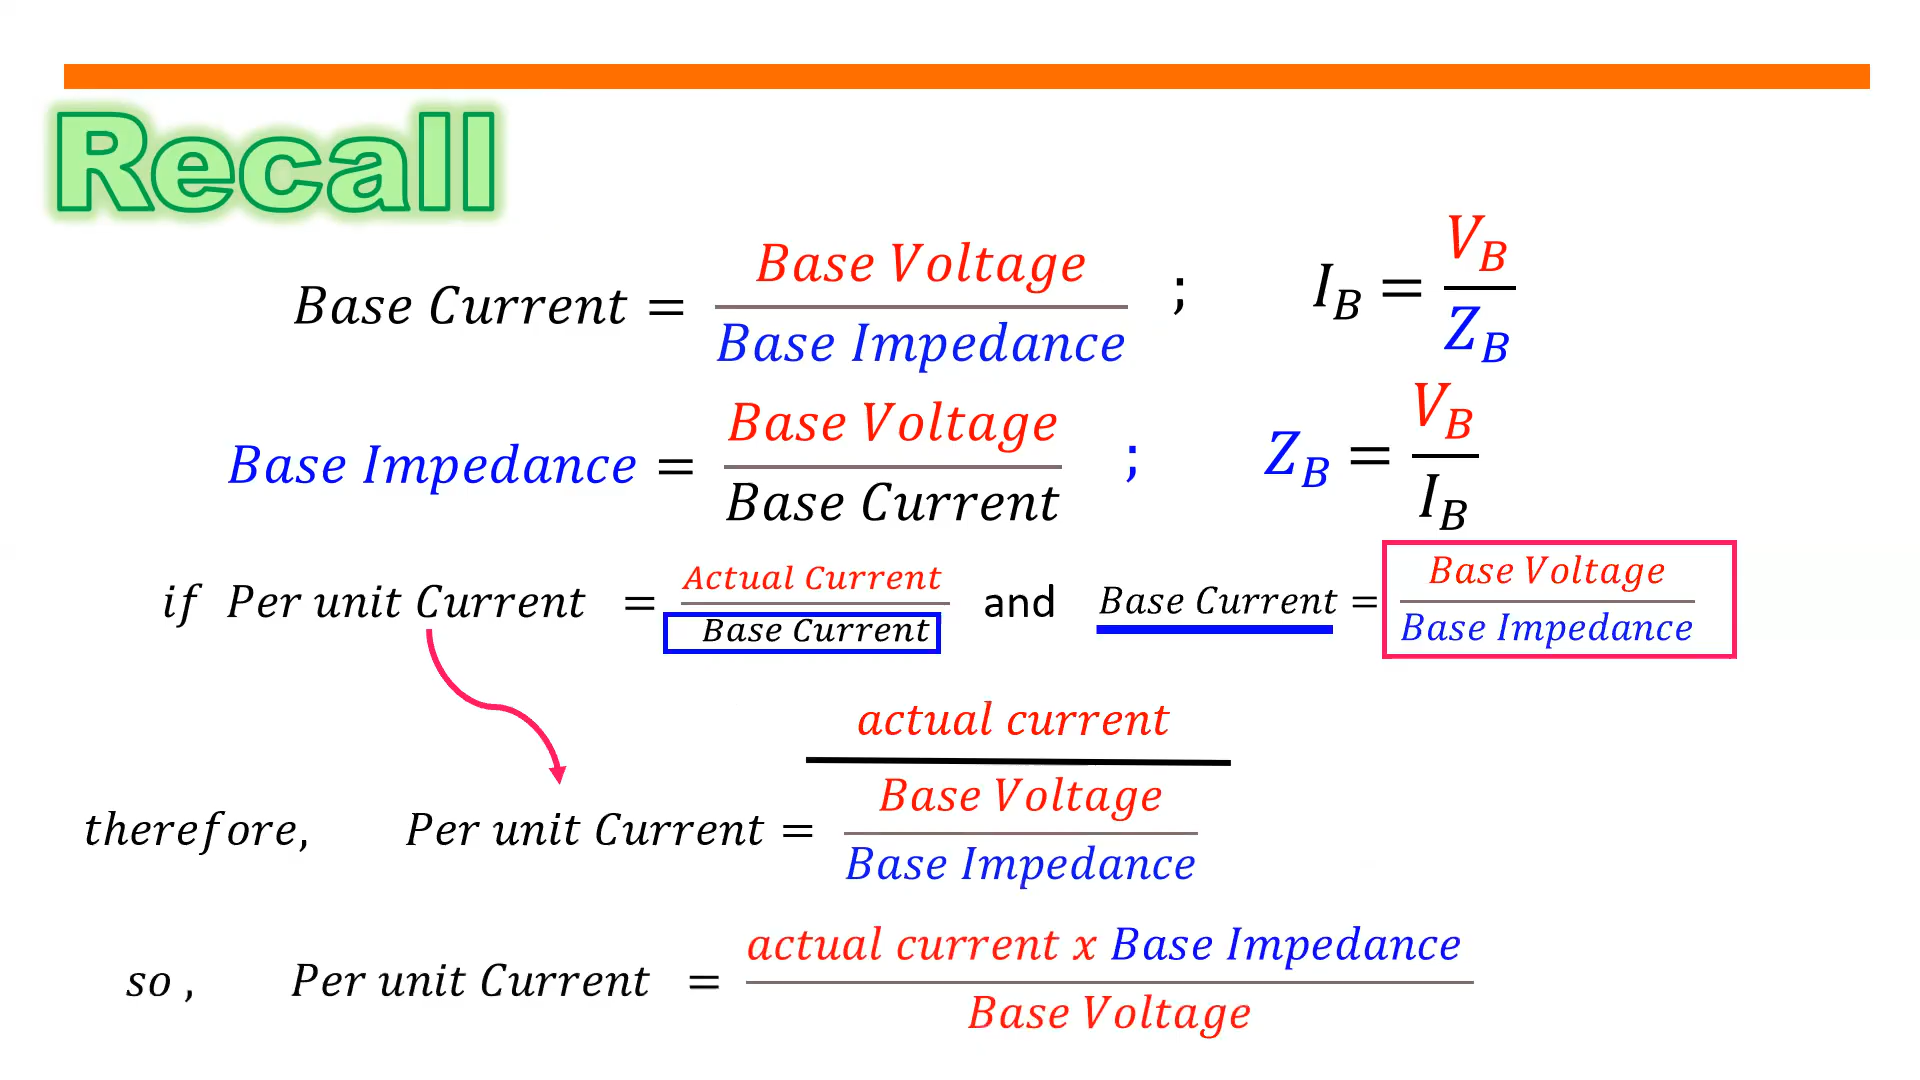 Recall
Base Current = Base Voltage / Base Impedance ; I_B = V_B / Z_B
Base Impedance = Base Voltage / Base Current ; Z_B = V_B / I_B
if Per unit Current = Actual Current / Base Current and Base Current = Base Voltage / Base Impedance
therefore, Per unit Current = actual current / (Base Voltage / Base Impedance)
so , Per unit Current = actual current x Base Impedance / Base Voltage